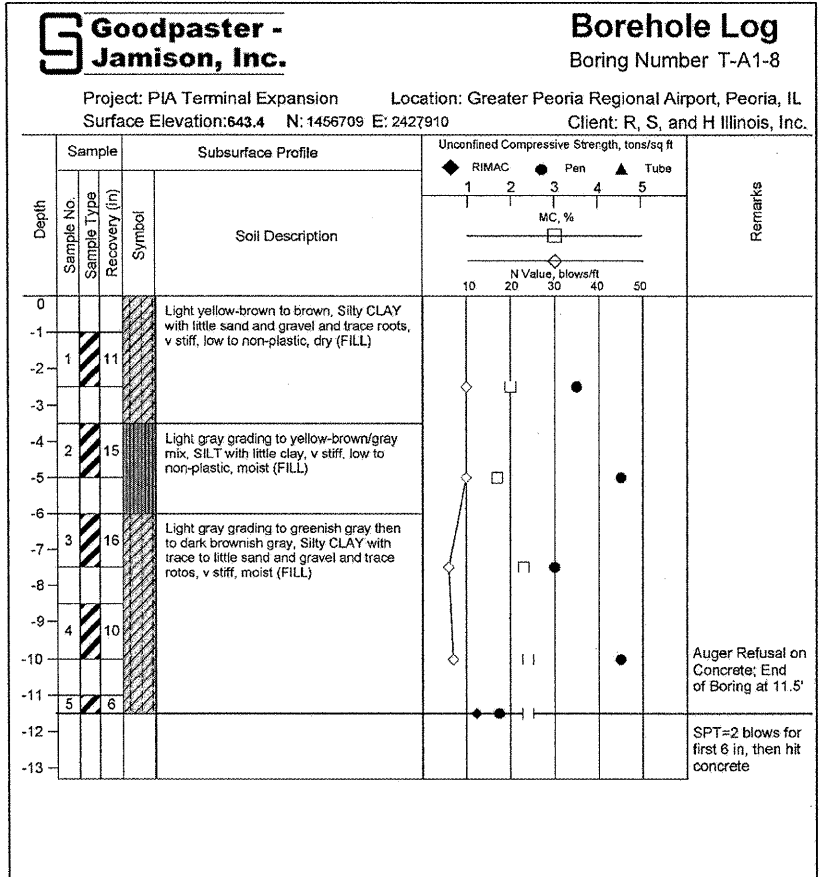 Goodpaster -
Jamison, Inc.
Borehole Log
Boring Number T-A1-8
Project: PIA Terminal Expansion Location: Greater Peoria Regional Airport, Peoria, IL
Surface Elevation:643.4 N: 1456709 E: 2427910 Client: R, S, and H Illinois, Inc.
Depth
Sample
Sample No.
Sample Type
Recovery (in)
Subsurface Profile
Symbol
Soil Description
Unconfined Compressive Strength, tons/sq ft
RIMAC Pen Tube
1 2 3 4 5
MC, %
N Value, blows/ft
10 20 30 40 50
Remarks
0
-1
-2
-3
-4
-5
-6
-7
-8
-9
-10
-11
-12
-13
1 11
2 15
3 16
4 10
5 6
Light yellow-brown to brown, Silty CLAY
with little sand and gravel and trace roots,
v stiff, low to non-plastic, dry (FILL)
Light gray grading to yellow-brown/gray
mix, SILT with little clay, v stiff, low to
non-plastic, moist (FILL)
Light gray grading to greenish gray then
to dark brownish gray, Silty CLAY with
trace to little sand and gravel and trace
rotos, v stiff, moist (FILL)
Auger Refusal on
Concrete; End
of Boring at 11.5'
SPT=2 blows for
first 6 in, then hit
concrete